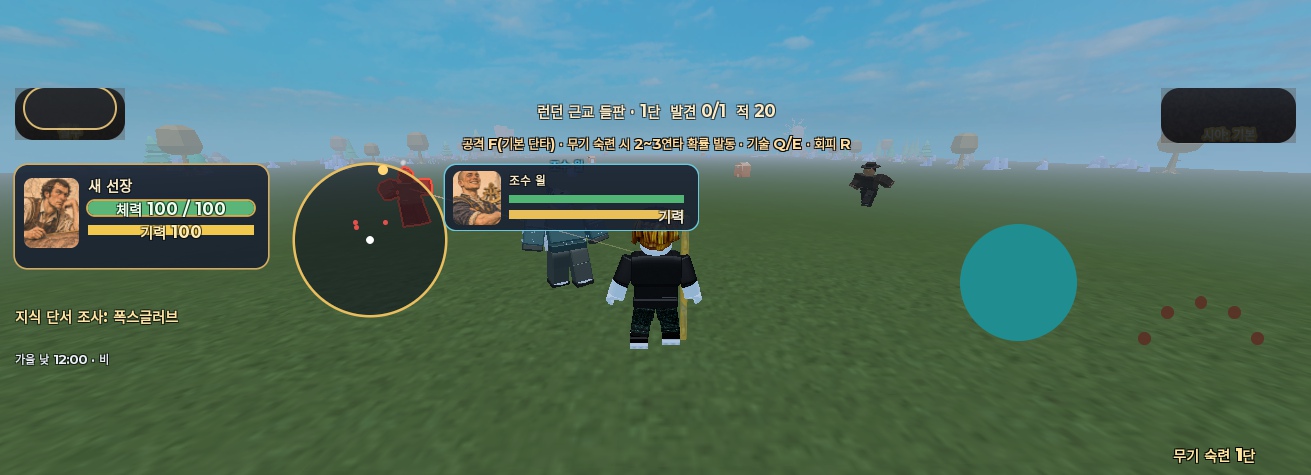 런던 근교 들판 · 1단 발견 0/1 적 20
공격 F(기본 단타) · 무기 숙련 시 2~3연타 확률 발동 · 기술 Q/E · 회피 R
새 선장
체력 100 / 100
기력 100
조수 윌
기력
지식 단서 조사: 폭스글러브
가을 낮 12:00 · 비
무기 숙련 1단